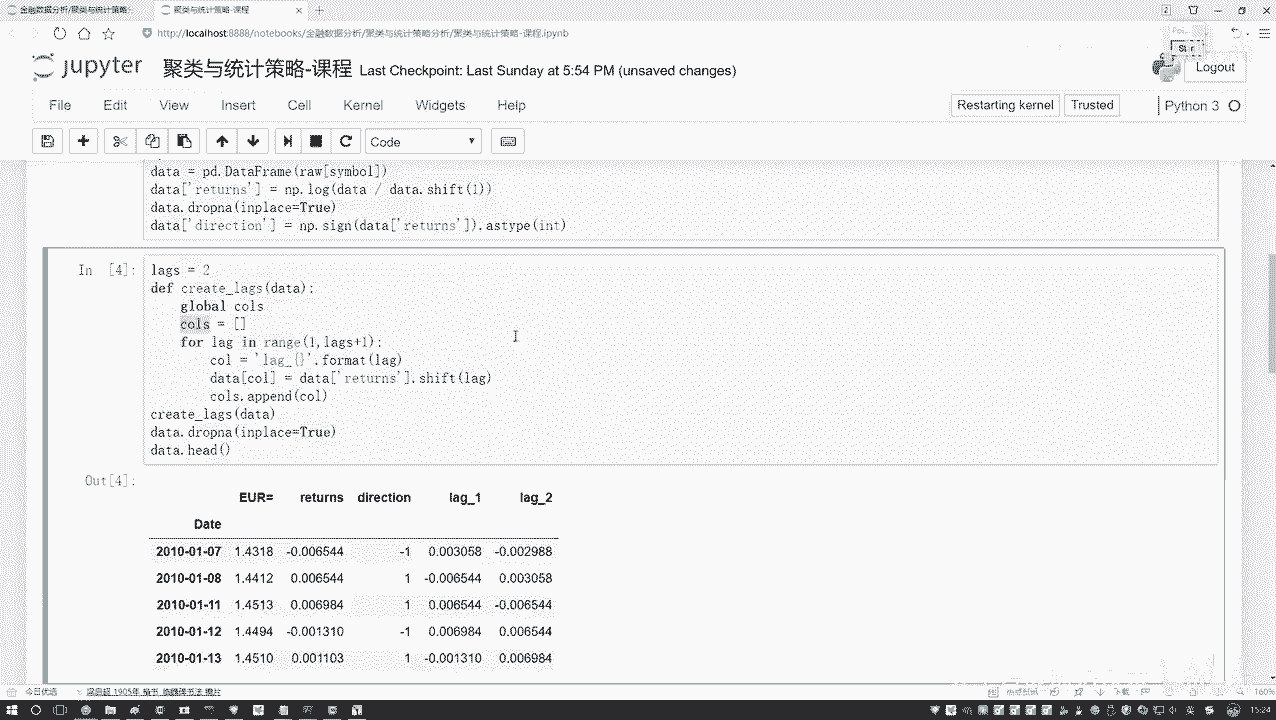 金融数据分析/聚类与统计策略
聚类与统计策略-课程
http://localhost:8888/notebooks/金融数据分析/聚类与统计策略分析/聚类与统计策略-课程.ipynb
jupyter 聚类与统计策略-课程 Last Checkpoint: Last Sunday at 5:54 PM (unsaved changes)
Logout
File Edit View Insert Cell Kernel Widgets Help
Restarting kernel Trusted Python 3
Code
data = pd.DataFrame(raw[symbol])
data['returns'] = np.log(data / data.shift(1))
data.dropna(inplace=True)
data['direction'] = np.sign(data['returns']).astype(int)
In [4]:
lags = 2
def create_lags(data):
global cols
cols = []
for lag in range(1,lags+1):
col = 'lag_{}'.format(lag)
data[col] = data['returns'].shift(lag)
cols.append(col)
create_lags(data)
data.dropna(inplace=True)
data.head()
Out[4]:
EUR= returns direction lag_1 lag_2
Date
2010-01-07 1.4318 -0.006544 -1 0.003058 -0.002988
2010-01-08 1.4412 0.006544 1 -0.006544 0.003058
2010-01-11 1.4513 0.006984 1 0.006544 -0.006544
2010-01-12 1.4494 -0.001310 -1 0.006984 0.006544
2010-01-13 1.4510 0.001103 1 -0.001310 0.006984
今日优选
下载
160%
15:24